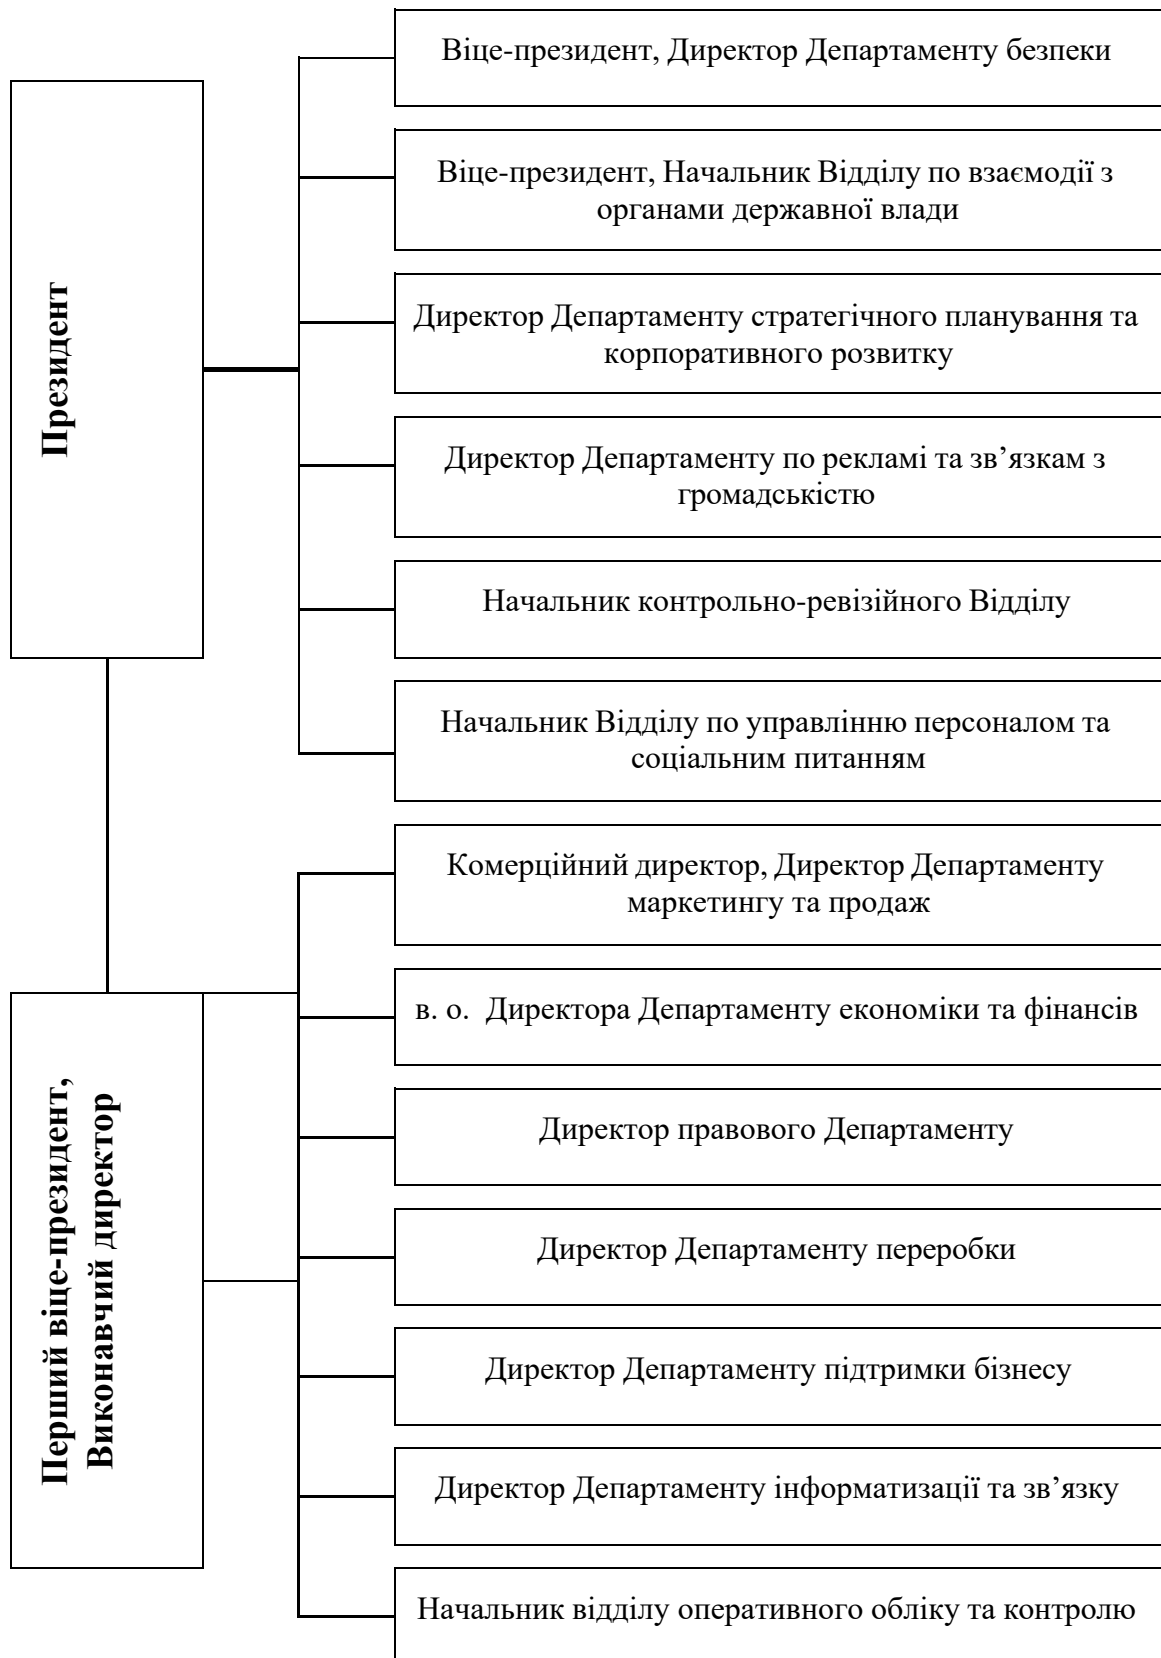 Віце-президент, Директор Департаменту безпеки
Віце-президент, Начальник Відділу по взаємодії з
органами державної влади
Директор Департаменту стратегічного планування та
корпоративного розвитку
Директор Департаменту по рекламі та зв’язкам з
громадськістю
Начальник контрольно-ревізійного Відділу
Начальник Відділу по управлінню персоналом та
соціальним питанням
Президент
Комерційний директор, Директор Департаменту
маркетингу та продаж
в. о.  Директора Департаменту економіки та фінансів
Директор правового Департаменту
Директор Департаменту переробки
Директор Департаменту підтримки бізнесу
Директор Департаменту інформатизації та зв’язку
Начальник відділу оперативного обліку та контролю
Перший віце-президент,
Виконавчий директор